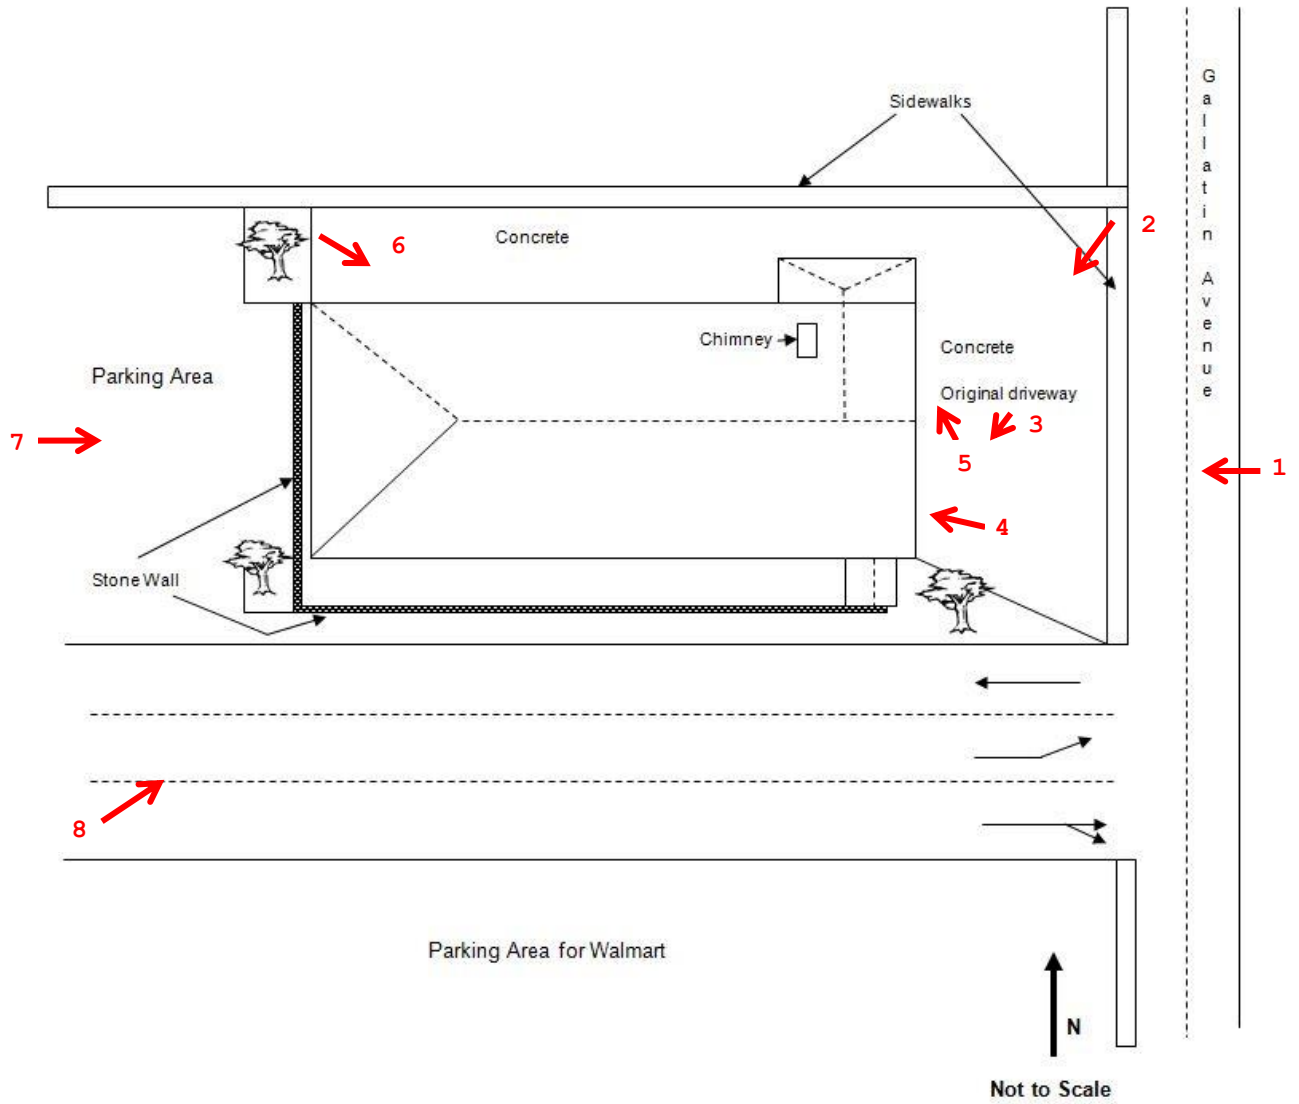 Gallatin Avenue
Sidewalks
2
6
Concrete
Chimney
Concrete
Parking Area
Original driveway
3
7
5
1
4
Stone Wall
8
Parking Area for Walmart
N
Not to Scale